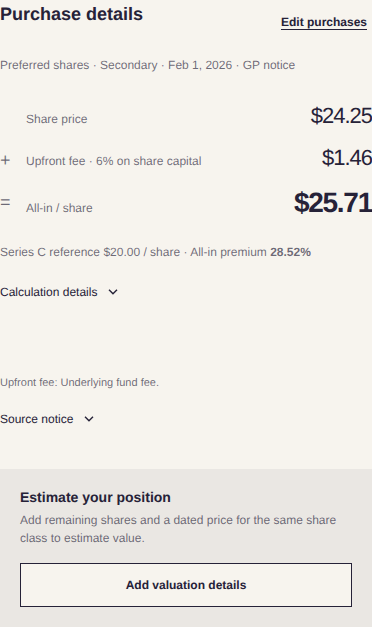 Purchase details
Edit purchases
Preferred shares · Secondary · Feb 1, 2026 · GP notice
Share price $24.25
+ Upfront fee · 6% on share capital $1.46
= All-in / share $25.71
Series C reference $20.00 / share · All-in premium 28.52%
Calculation details
Upfront fee: Underlying fund fee.
Source notice
Estimate your position
Add remaining shares and a dated price for the same share
class to estimate value.
Add valuation details